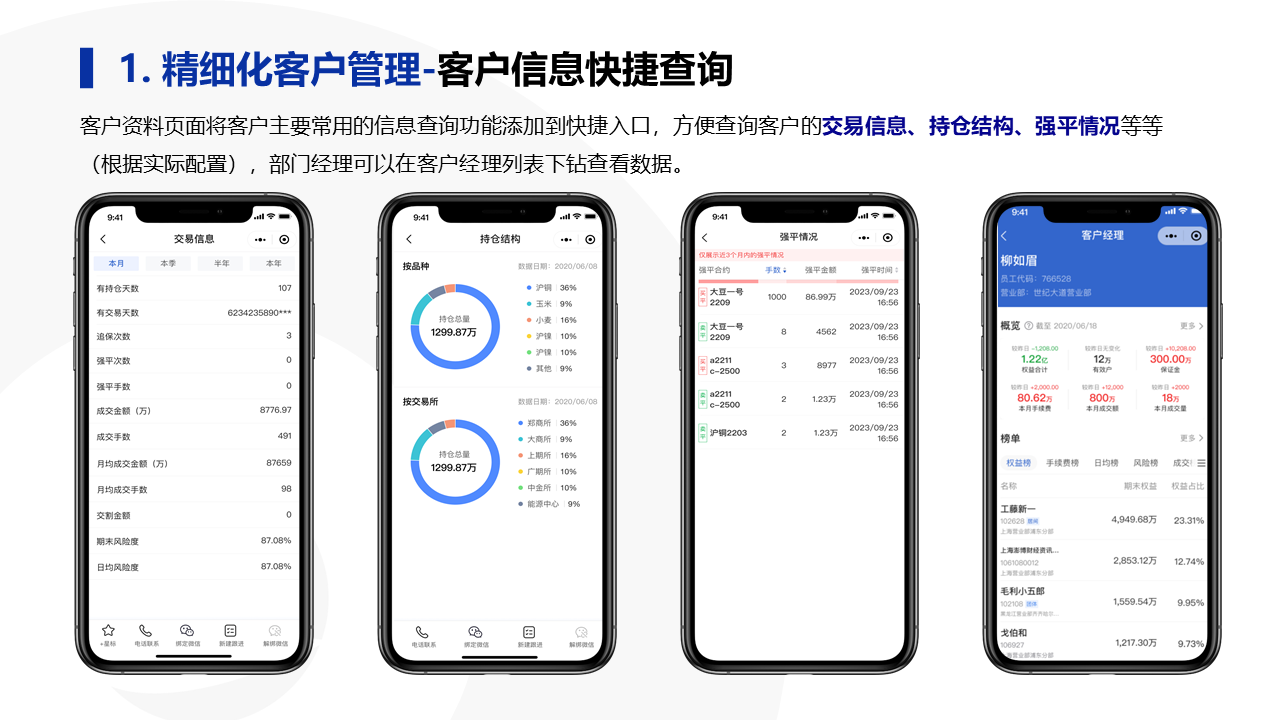 1. 精细化客户管理-客户信息快捷查询
客户资料页面将客户主要常用的信息查询功能添加到快捷入口，方便查询客户的交易信息、持仓结构、强平情况等等
（根据实际配置），部门经理可以在客户经理列表下钻查看数据。
9:41
交易信息
本月 本季 半年 本年
有持仓天数 107
有交易天数 6234235890***
追保次数 3
强平次数 0
强平手数 0
成交金额（万） 8776.97
成交手数 491
月均成交金额（万） 87659
月均成交手数 98
交割金额 0
期末风险度 87.08%
日均风险度 87.08%
+星标 电话联系 绑定微信 新建跟进 解绑微信
9:41
持仓结构
按品种 数据日期：2020/06/08
持仓总量
1299.87万
沪铜 36%
玉米 9%
小麦 16%
沪镍 10%
沪镍 10%
其他 9%
按交易所 数据日期：2020/06/08
持仓总量
1299.87万
郑商所 36%
大商所 9%
上期所 16%
广期所 10%
中金所 10%
能源中心 9%
电话联系 绑定微信 新建跟进 解绑微信
9:41
强平情况
仅展示近3个月内的强平情况
强平合约 手数 强平金额 强平时间
买平 大豆一号 2209 1000 86.99万 2023/09/23 16:56
卖平 大豆一号 2209 8 4562 2023/09/23 16:56
买平 a2211 c-2500 3 8977 2023/09/23 16:56
卖平 a2211 c-2500 2 1.23万 2023/09/23 16:56
卖平 沪铜2203 2 1.23万 2023/09/23 16:56
9:41
客户经理
柳如眉
员工代码：766528
营业部：世纪大道营业部
概览 截至 2020/06/18 更多
较昨日 -1,208.00 较昨日无变化 较昨日 +10,208.00
1.22亿 12万 300.00万
权益合计 有效户 保证金
较昨日 +2,000.00 较昨日 +12,000 较昨日 +2000
80.62万 800万 18万
本月手续费 本月成交额 本月成交量
榜单 更多
权益榜 手续费榜 日均榜 风险榜 成交
名称 期末权益 权益占比
工藤新一 4,949.68万 23.31%
102628 居间
上海营业部浦东分部
上海澎博财经资讯... 2,853.12万 12.74%
1061080012
上海营业部浦东分部
毛利小五郎 1,559.54万 9.95%
102108
戈伯和 1,217.30万 9.73%
106927
上海营业部浦东分部